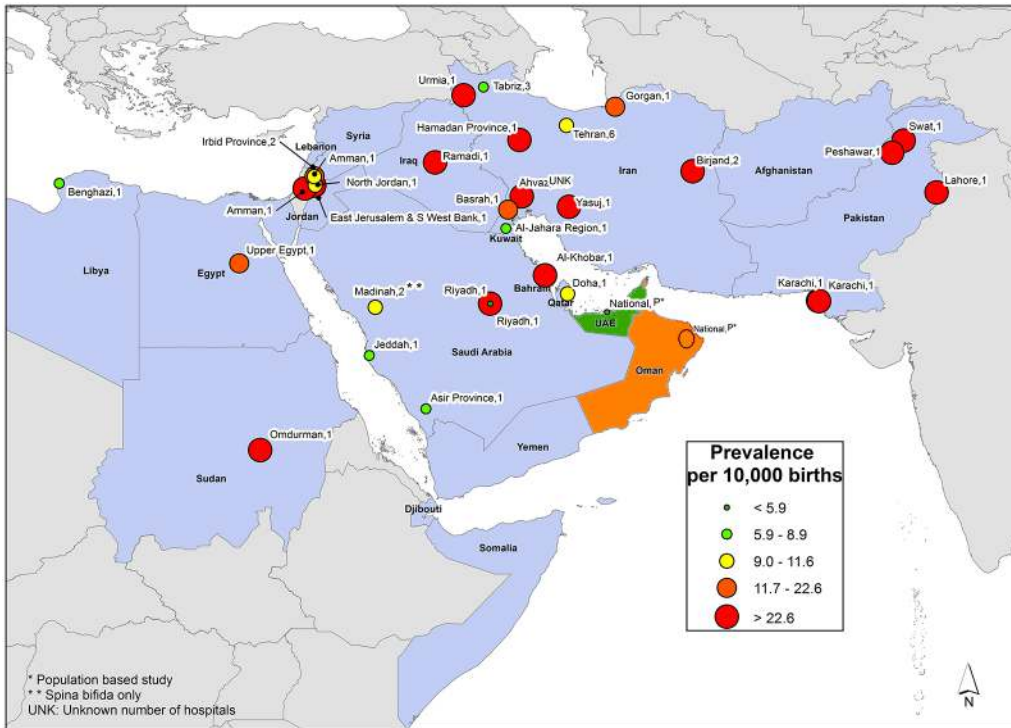 Urmia,1
Tabriz,3
Gorgan,1
Hamadan Province,1
Tehran,6
Swat,1
Irbid Province,2
Syria
Lebanon
Amman,1
Iraq
Ramadi,1
Iran
Birjand,2
Afghanistan
Peshawar,1
Benghazi,1
North Jordan,1
Ahvaz,UNK
Lahore,1
Amman,1
Jordan
Basrah,1
Yasuj,1
East Jerusalem & S West Bank,1
Pakistan
Al-Jahara Region,1
Kuwait
Upper Egypt,1
Al-Khobar,1
Libya
Egypt
Bahrain
Doha,1
Karachi,1
Karachi,1
Madinah,2**
Riyadh,1
Qatar
National,P*
Riyadh,1
UAE
National,P*
Jeddah,1
Saudi Arabia
Oman
Asir Province,1
Omdurman,1
Yemen
Sudan
Djibouti
Somalia
Prevalence
per 10,000 births
< 5.9
5.9 - 8.9
9.0 - 11.6
11.7 - 22.6
> 22.6
* Population based study
* * Spina bifida only
UNK: Unknown number of hospitals
N